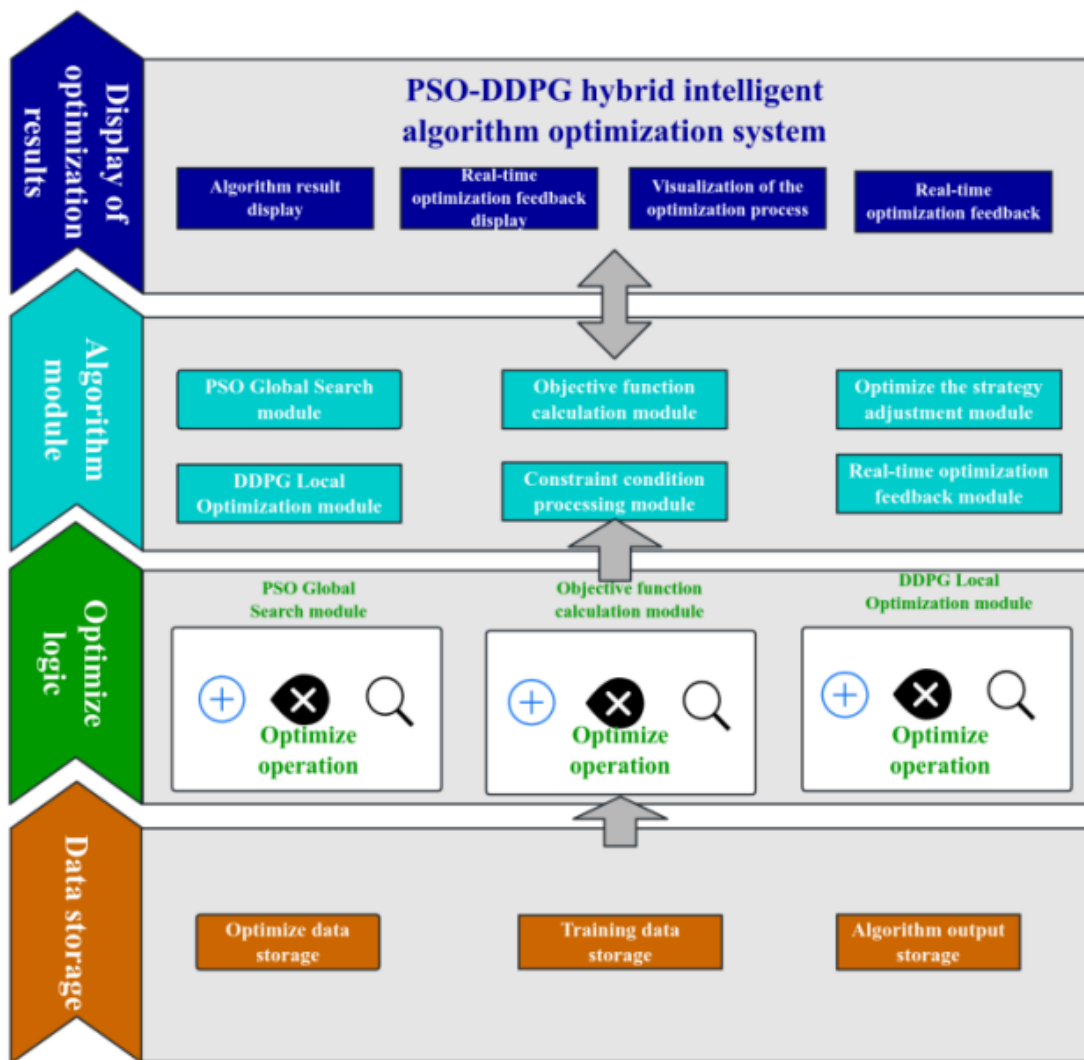 Display of
optimization
results
PSO-DDPG hybrid intelligent
algorithm optimization system
Algorithm result
display
Real-time
optimization feedback
display
Visualization of the
optimization process
Real-time
optimization feedback
Algorithm
module
PSO Global Search
module
Objective function
calculation module
Optimize the strategy
adjustment module
DDPG Local
Optimization module
Constraint condition
processing module
Real-time optimization
feedback module
Optimize
logic
PSO Global
Search module
Objective function
calculation module
DDPG Local
Optimization module
Optimize
operation
Optimize
operation
Optimize
operation
Data storage
Optimize data
storage
Training data
storage
Algorithm output
storage